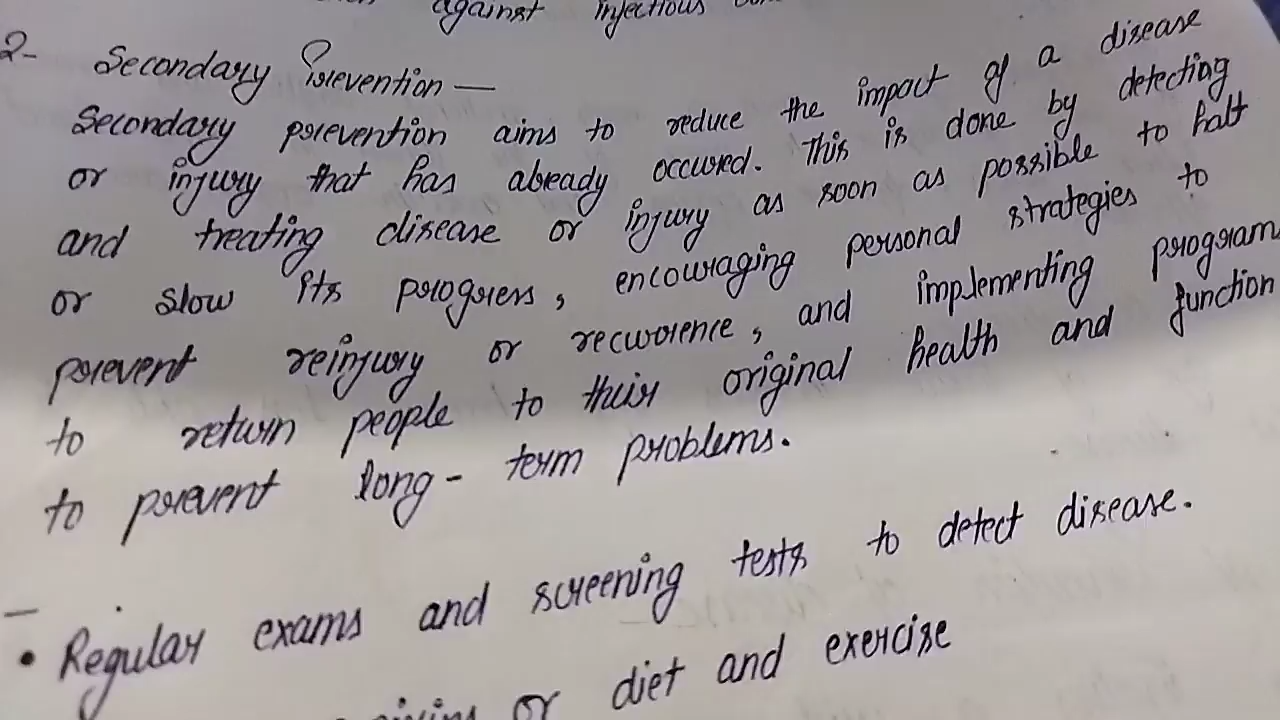 against infectious
2- Secondary Prevention —
Secondary prevention aims to reduce the impact of a disease
or injury that has already occured. This is done by detecting
and treating disease or injury as soon as possible to halt
or slow its progress, encouraging personal strategies to
prevent reinjury or recurrence, and implementing program
to return people to their original health and function
to prevent long- term problems.
• Regular exams and screening tests to detect disease.
or diet and exercise